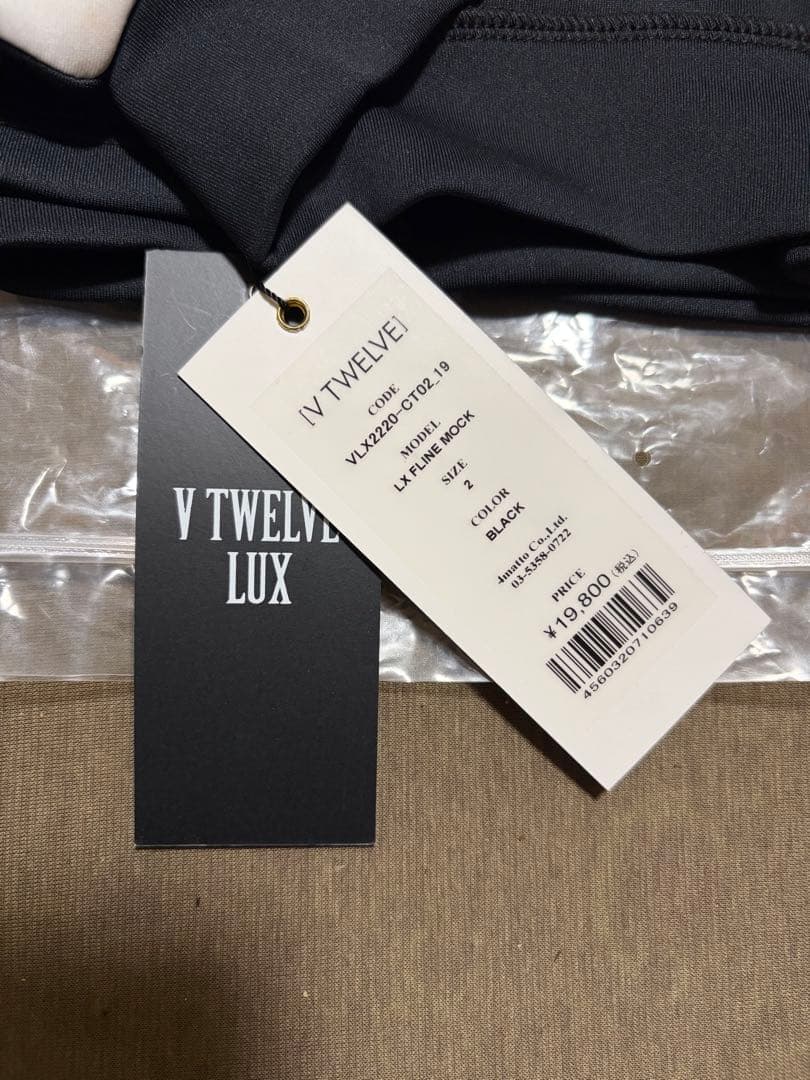 V TWELVE
LUX
[V TWELVE]
CODE
VLX2220-CT02_19
MODEL
LX FLINE MOCK
SIZE
2
COLOR
BLACK
4matto Co.,Ltd.
03-5358-0722
PRICE
¥19,800(税込)
4560320710639